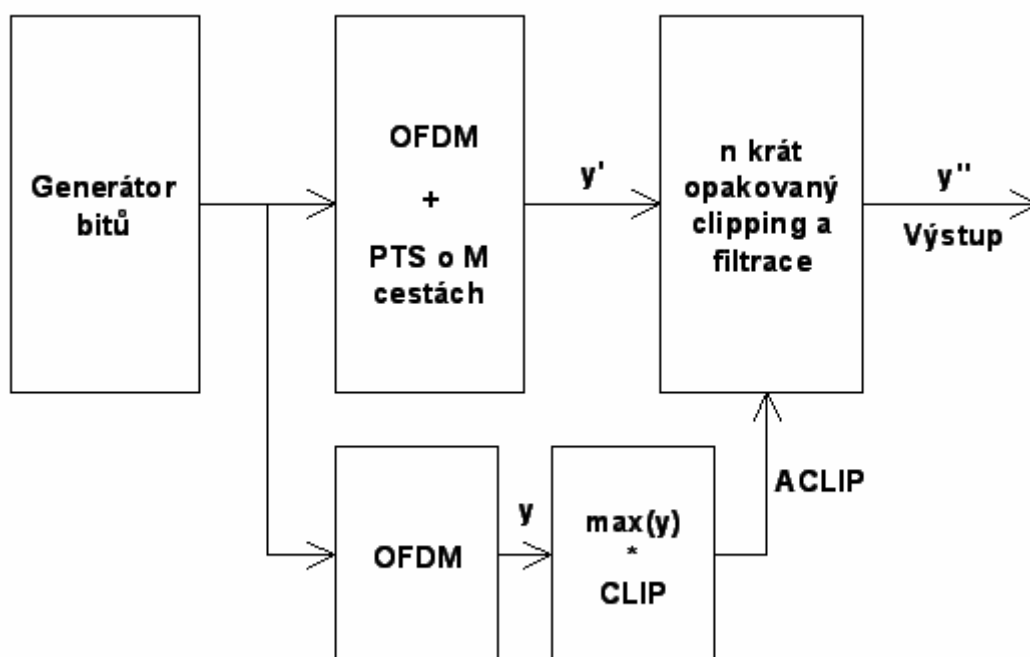 Generátor
bitů
OFDM
+
PTS o M
cestách
y'
n krát
opakovaný
clipping a
filtrace
y''
Výstup
OFDM
y
max(y)
*
CLIP
ACLIP